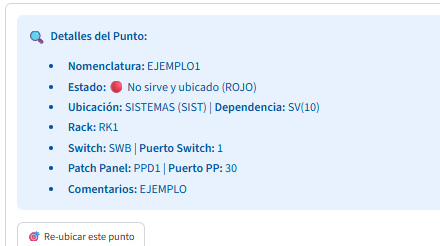 Detalles del Punto:
Nomenclatura: EJEMPLO1
Estado: No sirve y ubicado (ROJO)
Ubicación: SISTEMAS (SIST) | Dependencia: SV(10)
Rack: RK1
Switch: SWB | Puerto Switch: 1
Patch Panel: PPD1 | Puerto PP: 30
Comentarios: EJEMPLO
Re-ubicar este punto